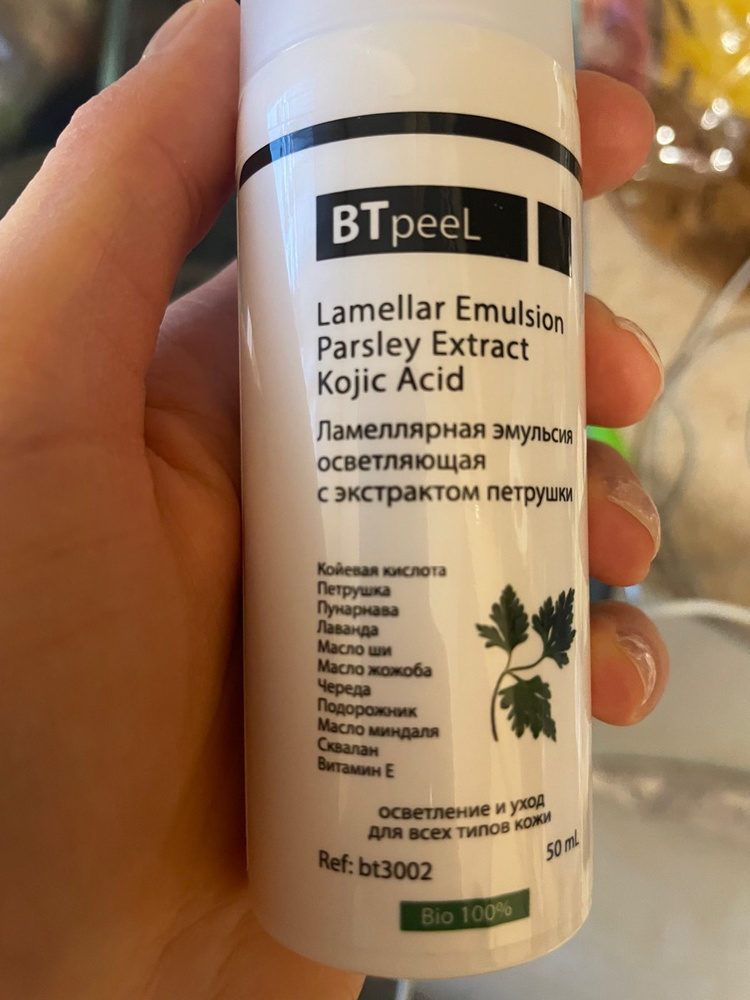 BTpeeL
Lamellar Emulsion
Parsley Extract
Kojic Acid
Ламеллярная эмульсия
осветляющая
с экстрактом петрушки
Койевая кислота
Петрушка
Пунарнава
Лаванда
Масло ши
Масло жожоба
Череда
Подорожник
Масло миндаля
Сквалан
Витамин Е
осветление и уход
для всех типов кожи
50 mL
Ref: bt3002
Bio 100%